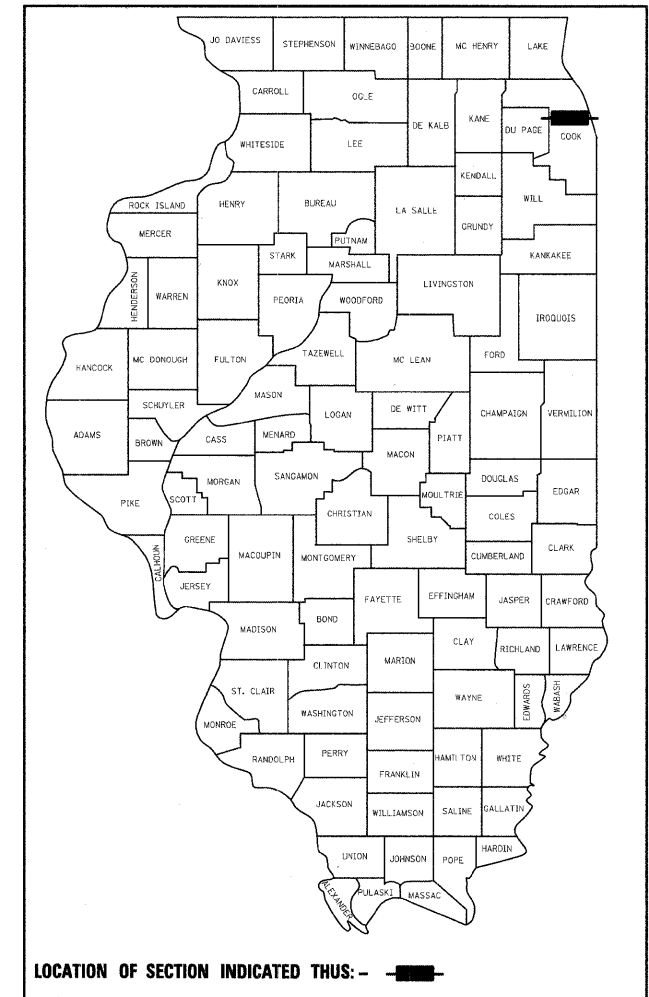 JO DAVIESS
STEPHENSON
WINNEBAGO
BOONE
MC HENRY
LAKE
CARROLL
OGLE
DE KALB
KANE
DU PAGE
COOK
WHITESIDE
LEE
KENDALL
WILL
ROCK ISLAND
HENRY
BUREAU
LA SALLE
GRUNDY
MERCER
PUTNAM
STARK
MARSHALL
KANKAKEE
HENDERSON
WARREN
KNOX
PEORIA
WOODFORD
LIVINGSTON
IROQUOIS
HANCOCK
MC DONOUGH
FULTON
TAZEWELL
MC LEAN
FORD
MASON
SCHUYLER
LOGAN
DE WITT
CHAMPAIGN
VERMILION
ADAMS
BROWN
CASS
MENARD
MACON
PIATT
SANGAMON
DOUGLAS
EDGAR
PIKE
SCOTT
MORGAN
CHRISTIAN
MOULTRIE
COLES
GREENE
MACOUPIN
MONTGOMERY
SHELBY
CUMBERLAND
CLARK
CALHOUN
JERSEY
FAYETTE
EFFINGHAM
JASPER
CRAWFORD
MADISON
BOND
CLAY
RICHLAND
LAWRENCE
CLINTON
MARION
ST. CLAIR
WAYNE
EDWARDS
WABASH
WASHINGTON
JEFFERSON
MONROE
RANDOLPH
PERRY
HAMILTON
WHITE
FRANKLIN
JACKSON
WILLIAMSON
SALINE
GALLATIN
UNION
JOHNSON
POPE
HARDIN
ALEXANDER
PULASKI
MASSAC
LOCATION OF SECTION INDICATED THUS: -